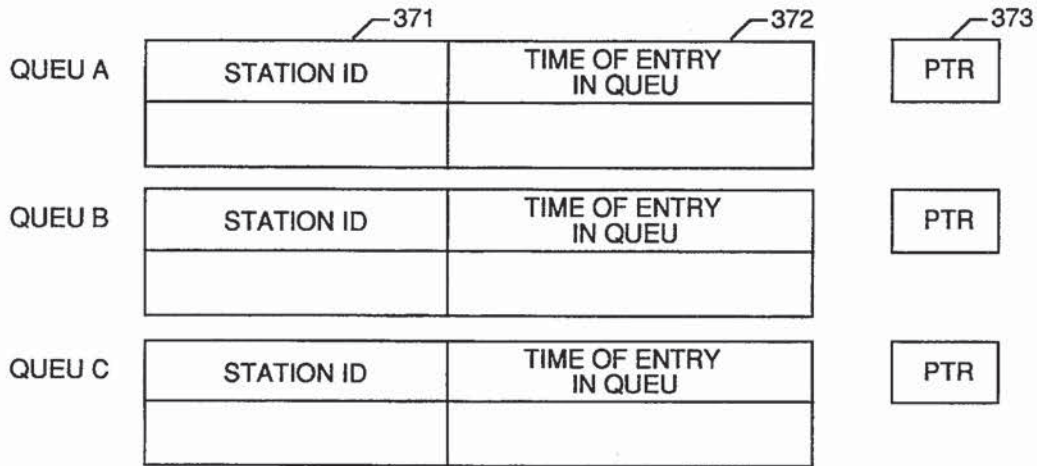 371 372 373
QUEU A STATION ID TIME OF ENTRY IN QUEU PTR
QUEU B STATION ID TIME OF ENTRY IN QUEU PTR
QUEU C STATION ID TIME OF ENTRY IN QUEU PTR